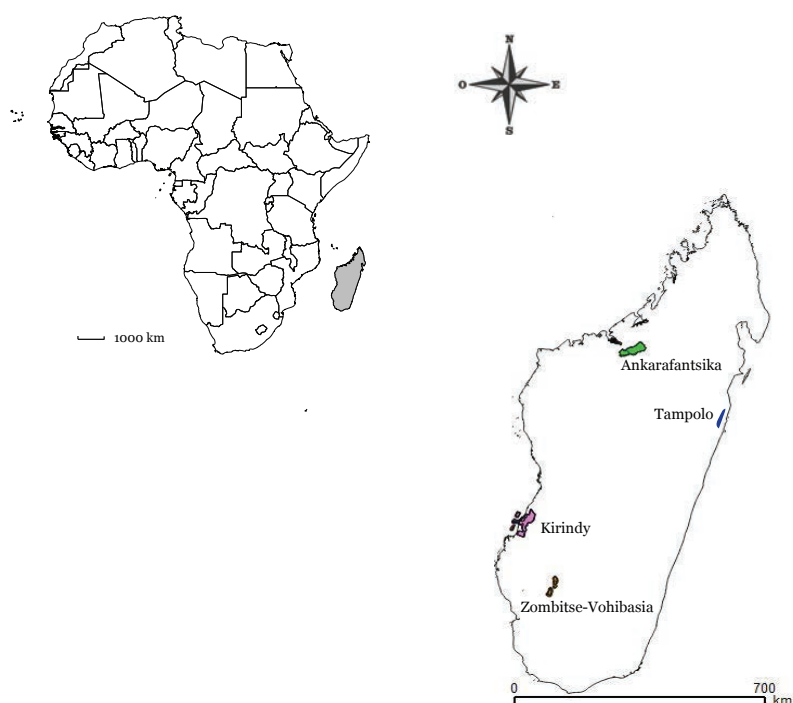 N
O E
S
1000 km
Ankarafantsika
Tampolo
Kirindy
Zombitse-Vohibasia
0 700
km